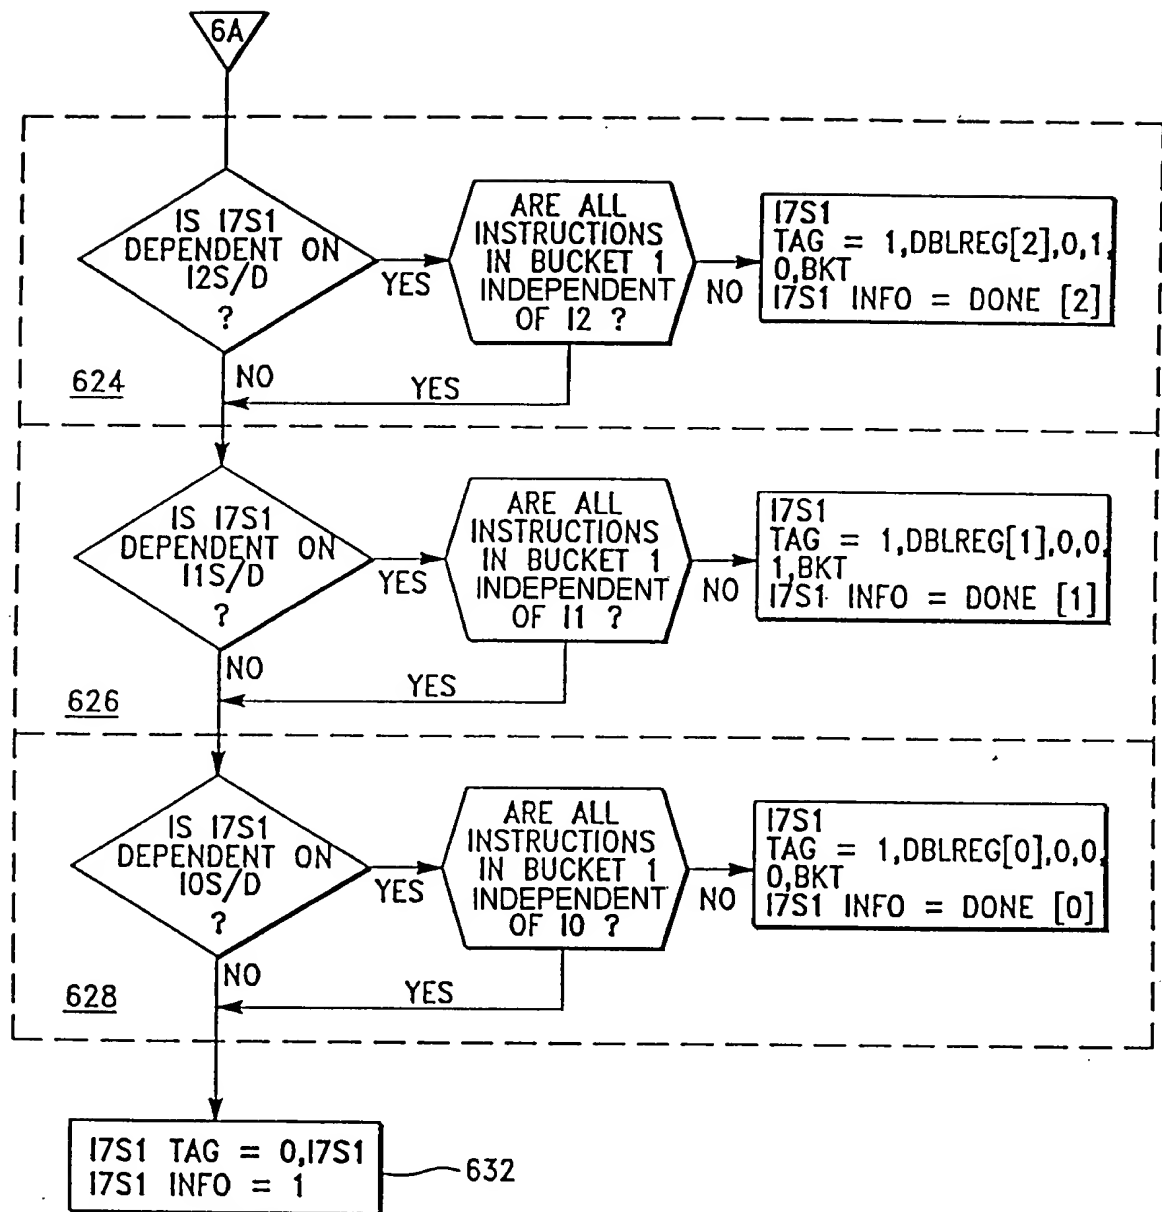 6A
IS I7S1
DEPENDENT ON
I2S/D
?
YES
ARE ALL
INSTRUCTIONS
IN BUCKET 1
INDEPENDENT
OF I2 ?
NO
I7S1
TAG = 1,DBLREG[2],0,1,
0,BKT
I7S1 INFO = DONE [2]
NO
YES
624
IS I7S1
DEPENDENT ON
I1S/D
?
YES
ARE ALL
INSTRUCTIONS
IN BUCKET 1
INDEPENDENT
OF I1 ?
NO
I7S1
TAG = 1,DBLREG[1],0,0,
1,BKT
I7S1 INFO = DONE [1]
NO
YES
626
IS I7S1
DEPENDENT ON
I0S/D
?
YES
ARE ALL
INSTRUCTIONS
IN BUCKET 1
INDEPENDENT
OF I0 ?
NO
I7S1
TAG = 1,DBLREG[0],0,0,
0,BKT
I7S1 INFO = DONE [0]
NO
YES
628
I7S1 TAG = 0,I7S1
I7S1 INFO = 1
632